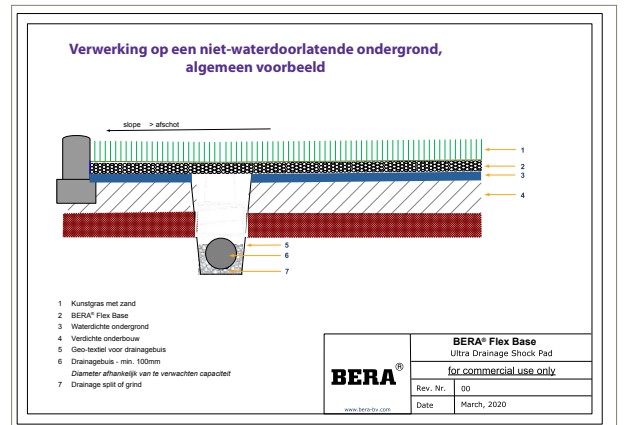 Verwerking op een niet-waterdoorlatende ondergrond,
algemeen voorbeeld
slope > afschot
1
2
3
4
5
6
7
1 Kunstgras met zand
2 BERA® Flex Base
3 Waterdichte ondergrond
4 Verdichte onderbouw
5 Geo-textiel voor drainagebuis
6 Drainagebuis - min. 100mm
Diameter afhankelijk van te verwachten capaciteit
7 Drainage split of grind
BERA®
www.bera-bv.com
BERA® Flex Base
Ultra Drainage Shock Pad
for commercial use only
Rev. Nr. 00
Date March, 2020